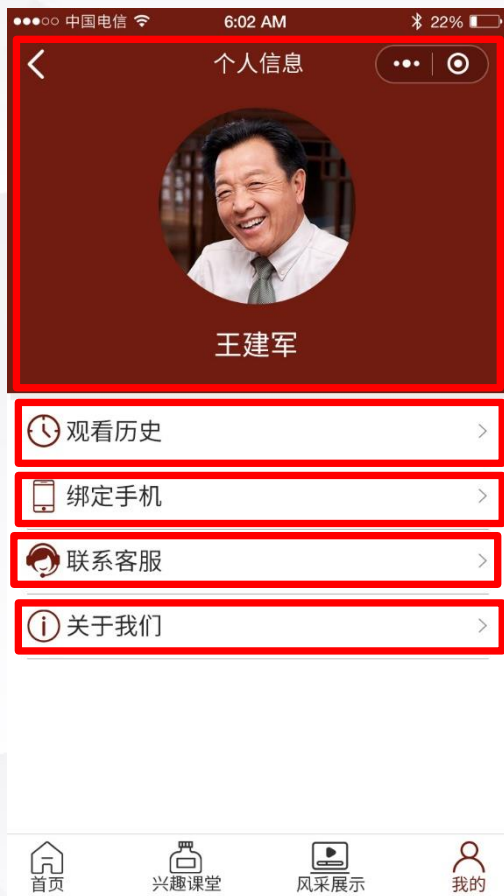 中国电信 6:02 AM 22%
个人信息
王建军
观看历史
绑定手机
联系客服
关于我们
首页 兴趣课堂 风采展示 我的